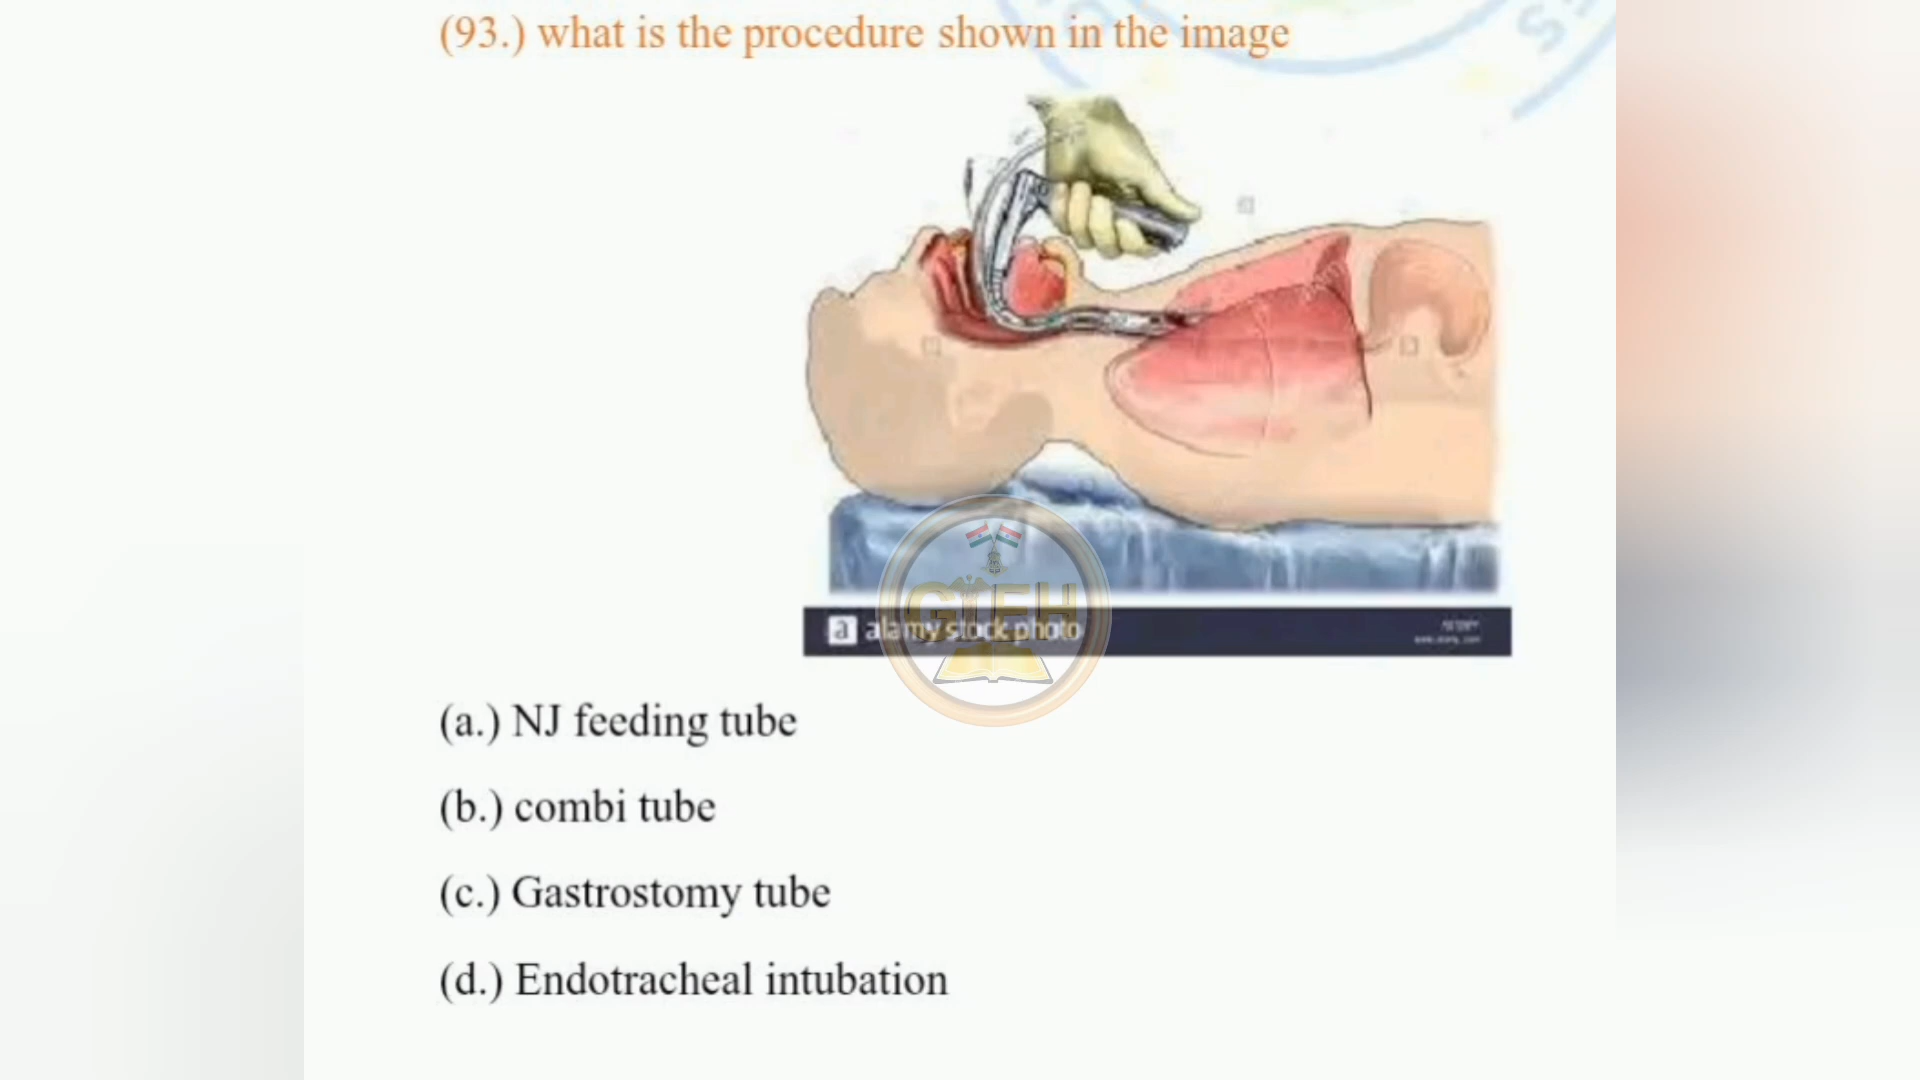 (93.) what is the procedure shown in the image
GIEH
a alamy stock photo
(a.) NJ feeding tube
(b.) combi tube
(c.) Gastrostomy tube
(d.) Endotracheal intubation